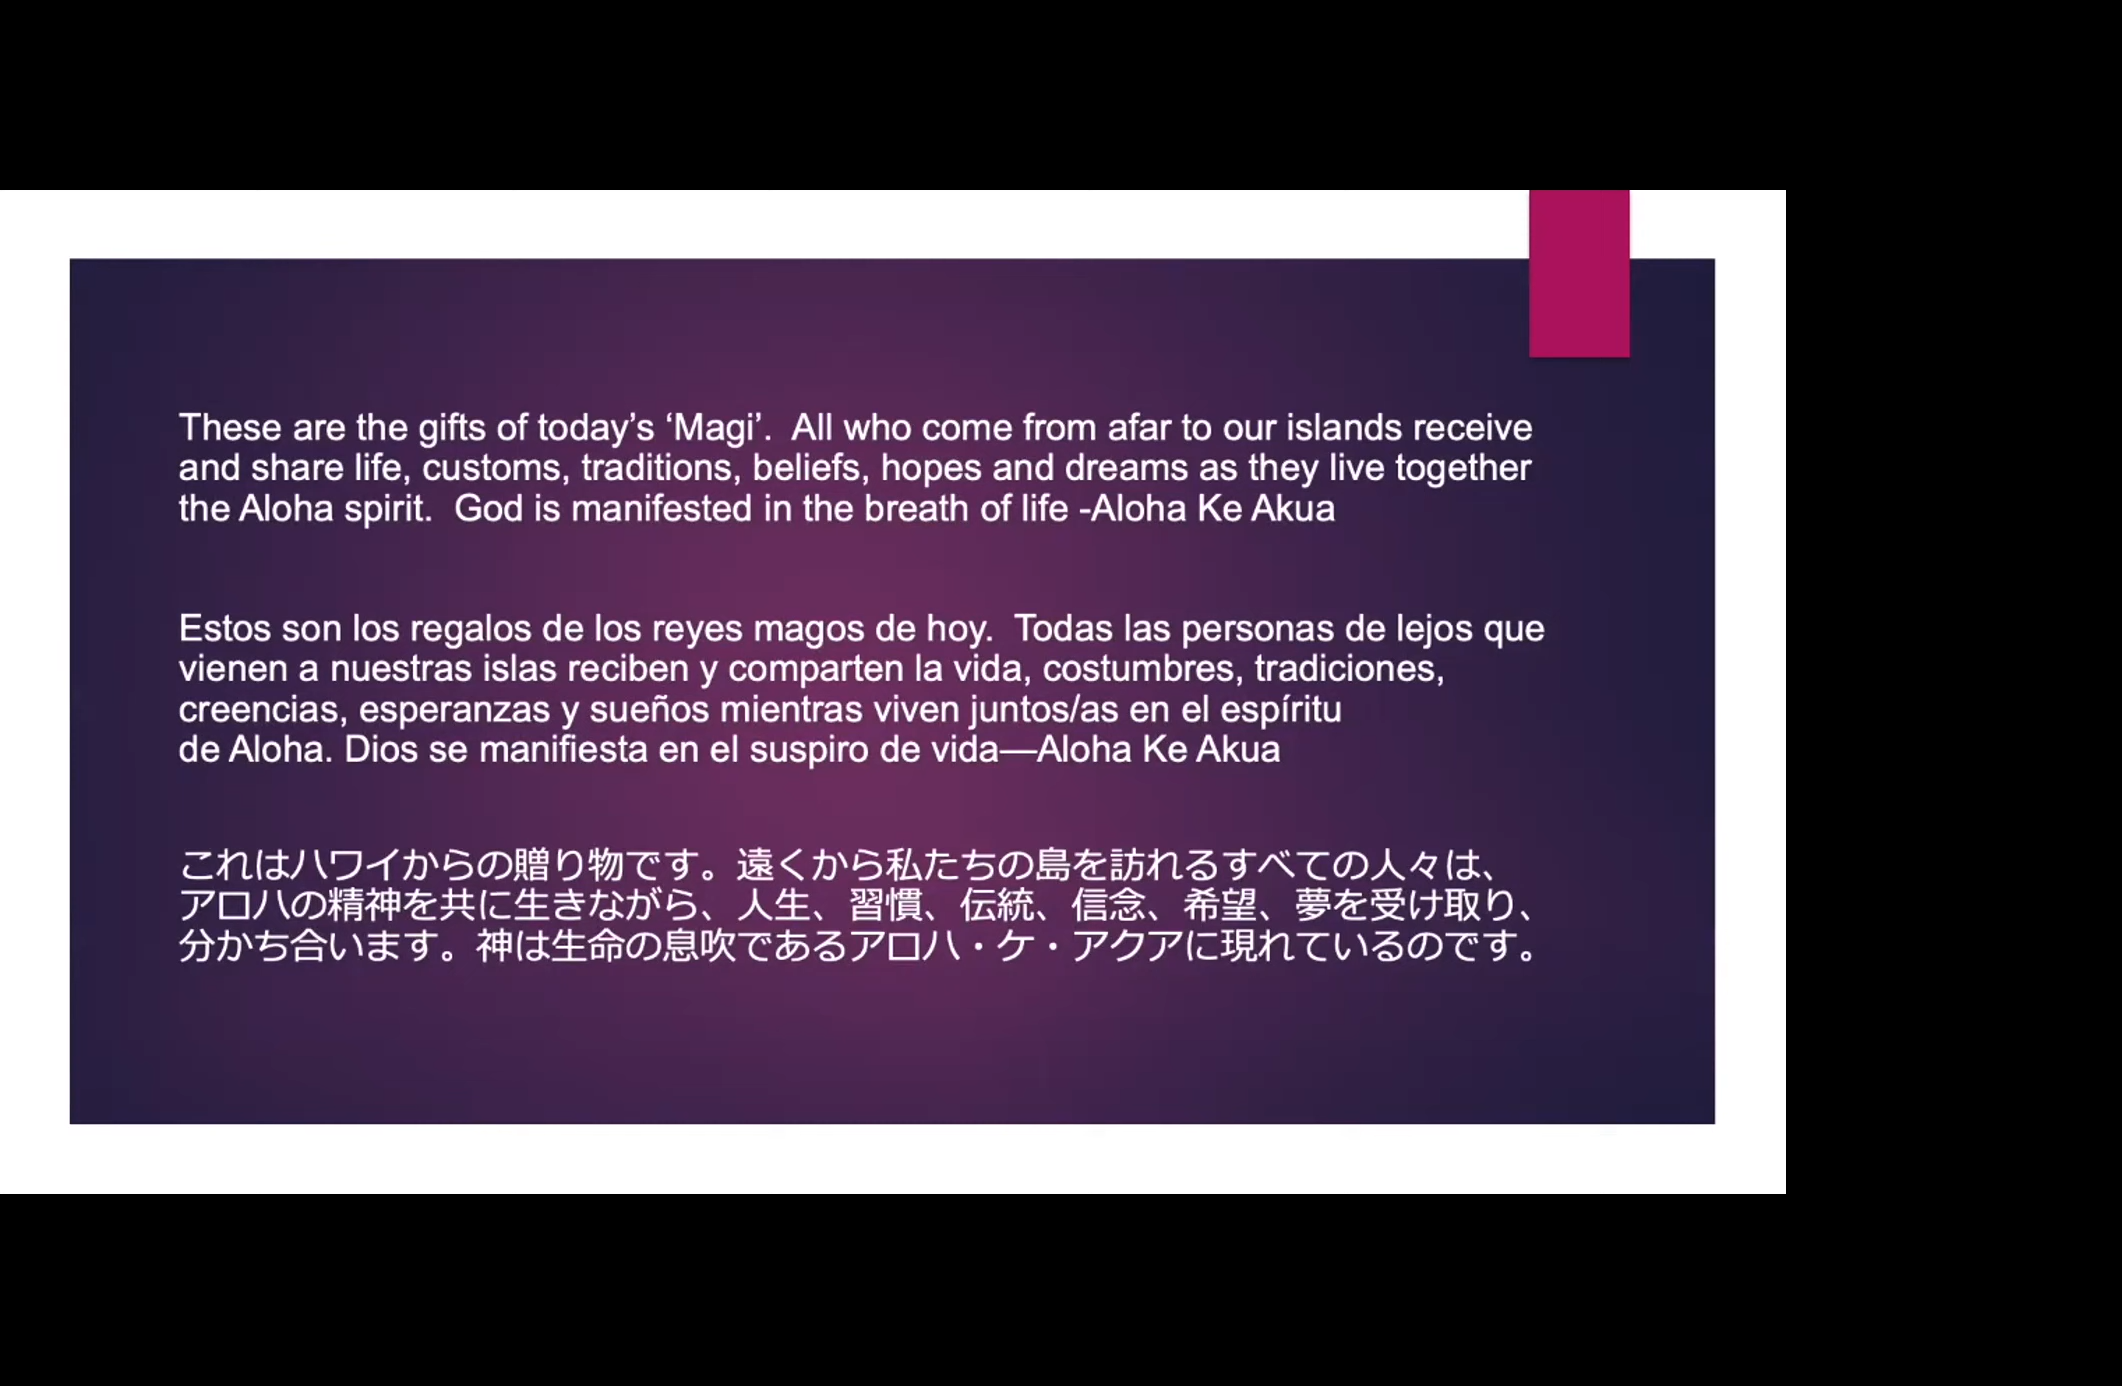 These are the gifts of today’s ‘Magi’.  All who come from afar to our islands receive
and share life, customs, traditions, beliefs, hopes and dreams as they live together
the Aloha spirit.  God is manifested in the breath of life -Aloha Ke Akua
Estos son los regalos de los reyes magos de hoy.  Todas las personas de lejos que
vienen a nuestras islas reciben y comparten la vida, costumbres, tradiciones,
creencias, esperanzas y sueños mientras viven juntos/as en el espíritu
de Aloha. Dios se manifiesta en el suspiro de vida—Aloha Ke Akua
これはハワイからの贈り物です。遠くから私たちの島を訪れるすべての人々は、
アロハの精神を共に生きながら、人生、習慣、伝統、信念、希望、夢を受け取り、
分かち合います。神は生命の息吹であるアロハ・ケ・アクアに現れているのです。